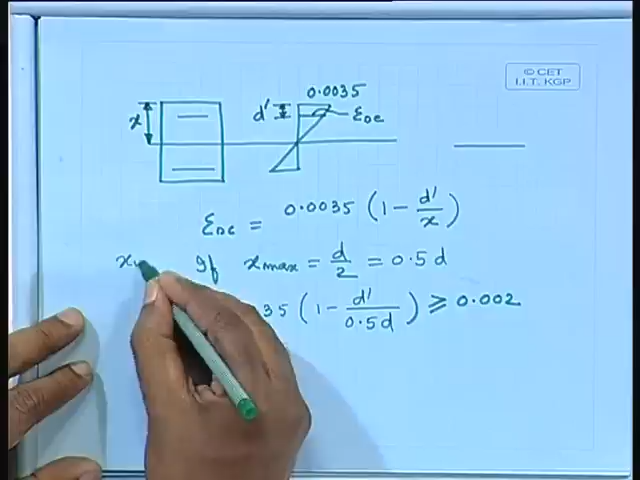 © CET
I.I.T. KGP
0.0035
x d' εsc
εsc = 0.0035 (1 - d'/x)
If xmax = d/2 = 0.5 d
35 (1 - d'/0.5d) ⩾ 0.002